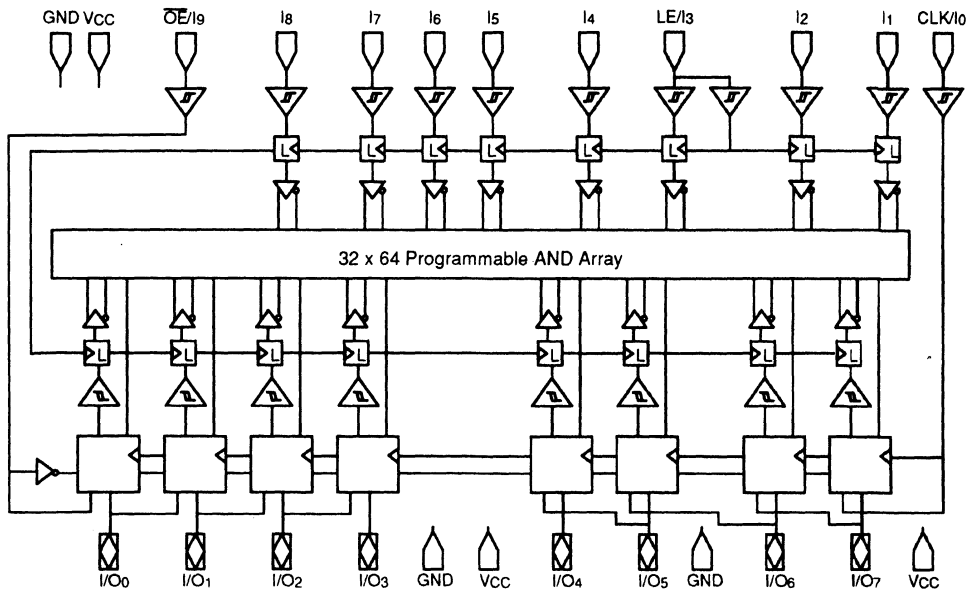 GND VCC O̅E̅/I9 I8 I7 I6 I5 I4 LE/I3 I2 I1 CLK/I0
L L L L L L L L
32 x 64 Programmable AND Array
L L L L L L L L
I/O0 I/O1 I/O2 I/O3 GND VCC I/O4 I/O5 GND I/O6 I/O7 VCC